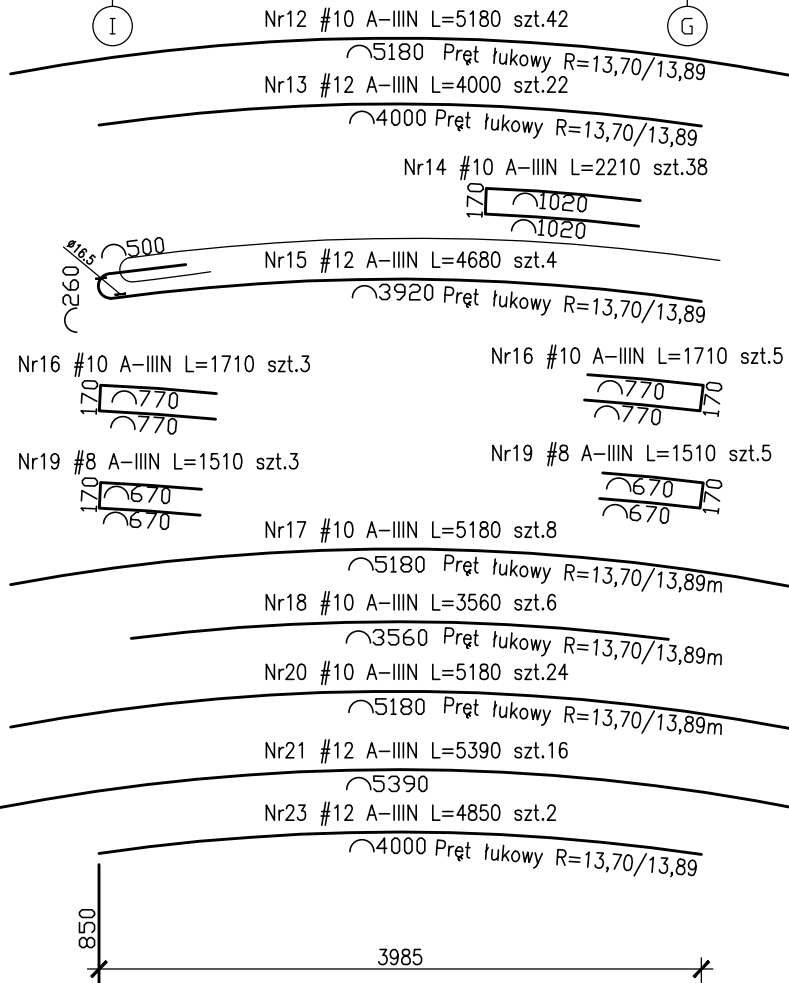 I
G
Nr12 #10 A-IIIN L=5180 szt.42
5180 Pręt łukowy R=13,70/13,89
Nr13 #12 A-IIIN L=4000 szt.22
4000 Pręt łukowy R=13,70/13,89
Nr14 #10 A-IIIN L=2210 szt.38
170
1020
1020
ø16.5
500
260
Nr15 #12 A-IIIN L=4680 szt.4
3920 Pręt łukowy R=13,70/13,89
Nr16 #10 A-IIIN L=1710 szt.3
170
770
770
Nr16 #10 A-IIIN L=1710 szt.5
770
770
170
Nr19 #8 A-IIIN L=1510 szt.3
170
670
670
Nr19 #8 A-IIIN L=1510 szt.5
670
670
170
Nr17 #10 A-IIIN L=5180 szt.8
5180 Pręt łukowy R=13,70/13,89m
Nr18 #10 A-IIIN L=3560 szt.6
3560 Pręt łukowy R=13,70/13,89m
Nr20 #10 A-IIIN L=5180 szt.24
5180 Pręt łukowy R=13,70/13,89m
Nr21 #12 A-IIIN L=5390 szt.16
5390
Nr23 #12 A-IIIN L=4850 szt.2
4000 Pręt łukowy R=13,70/13,89
850
3985